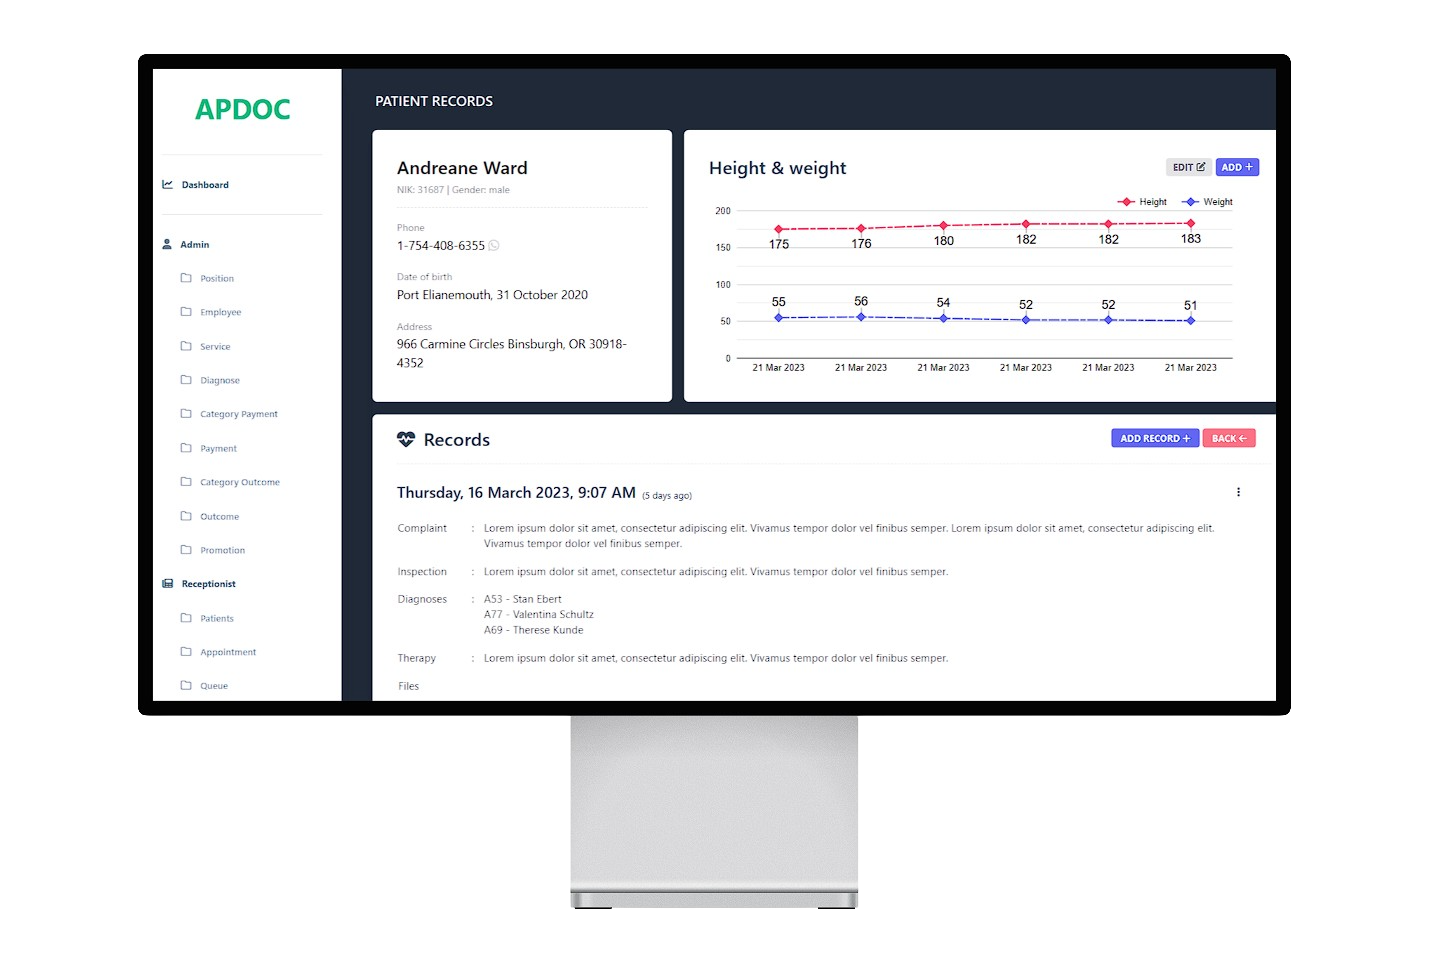 APDOC
Dashboard
Admin
Position
Employee
Service
Diagnose
Category Payment
Payment
Category Outcome
Outcome
Promotion
Receptionist
Patients
Appointment
Queue
PATIENT RECORDS
Andreane Ward
NIK: 31687 | Gender: male
Phone
1-754-408-6355
Date of birth
Port Elianemouth, 31 October 2020
Address
966 Carmine Circles Binsburgh, OR 30918-
4352
Height & weight
EDIT
ADD +
Height Weight
200
150
100
50
0
175 176 180 182 182 183
55 56 54 52 52 51
21 Mar 2023 21 Mar 2023 21 Mar 2023 21 Mar 2023 21 Mar 2023 21 Mar 2023
Records
ADD RECORD +
BACK ←
Thursday, 16 March 2023, 9:07 AM (5 days ago)
Complaint : Lorem ipsum dolor sit amet, consectetur adipiscing elit. Vivamus tempor dolor vel finibus semper. Lorem ipsum dolor sit amet, consectetur adipiscing elit.
Vivamus tempor dolor vel finibus semper.
Inspection : Lorem ipsum dolor sit amet, consectetur adipiscing elit. Vivamus tempor dolor vel finibus semper.
Diagnoses : A53 - Stan Ebert
A77 - Valentina Schultz
A69 - Therese Kunde
Therapy : Lorem ipsum dolor sit amet, consectetur adipiscing elit. Vivamus tempor dolor vel finibus semper.
Files